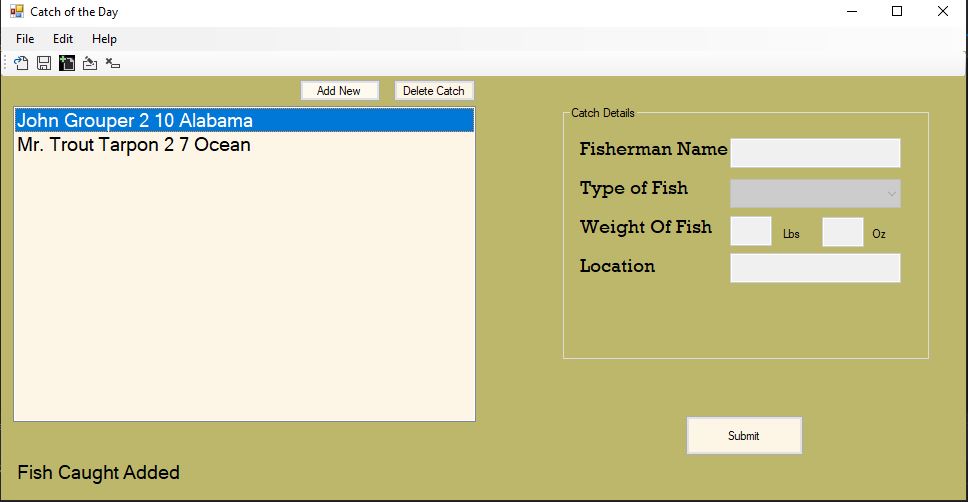 Catch of the Day
File Edit Help
Add New Delete Catch
John Grouper 2 10 Alabama
Mr. Trout Tarpon 2 7 Ocean
Catch Details
Fisherman Name
Type of Fish
Weight Of Fish Lbs Oz
Location
Submit
Fish Caught Added